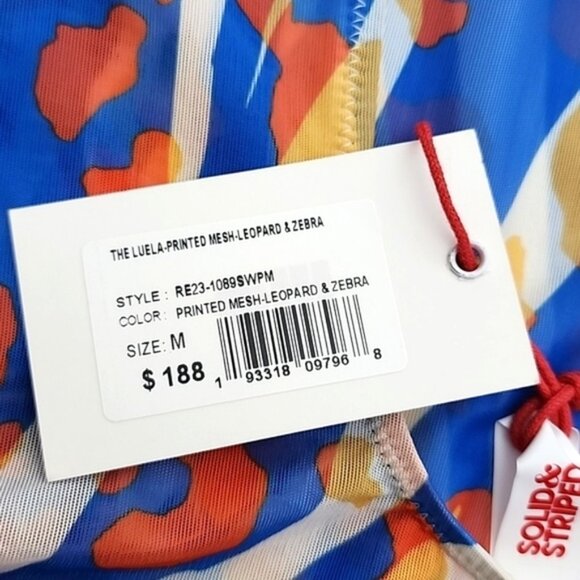 THE LUELA-PRINTED MESH-LEOPARD & ZEBRA
STYLE : RE23-1089SWPM
COLOR: PRINTED MESH-LEOPARD & ZEBRA
SIZE: M
$ 188
1 93318 09796 8
SOLID&
STRIPED